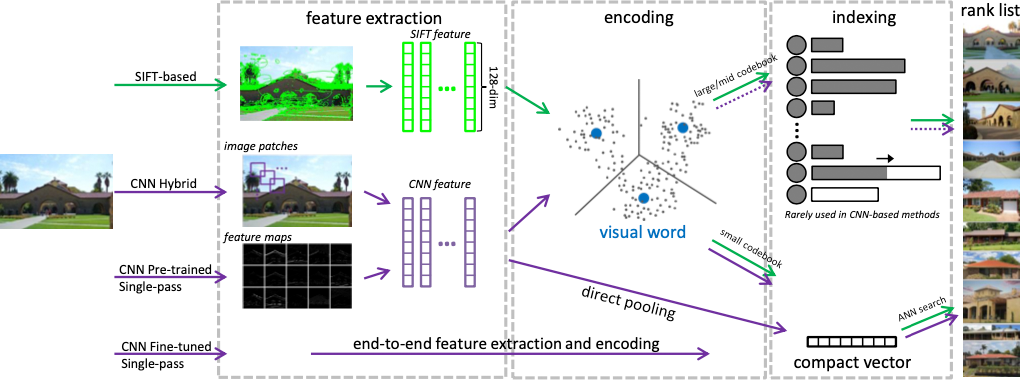 feature extraction
encoding
indexing
rank list
SIFT feature
SIFT-based
128-dim
large/mid codebook
image patches
CNN Hybrid
CNN feature
Rarely used in CNN-based methods
visual word
feature maps
small codebook
CNN Pre-trained
Single-pass
direct pooling
ANN search
CNN Fine-tuned
Single-pass
end-to-end feature extraction and encoding
compact vector